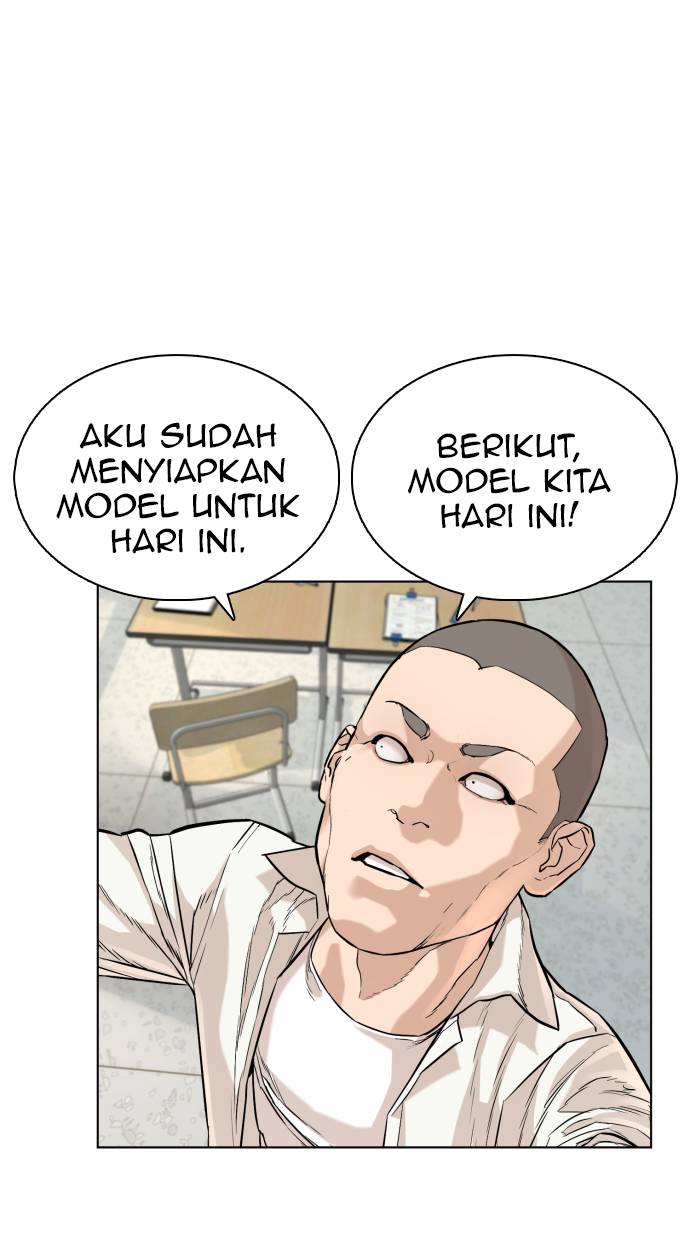 AKU SUDAH
MENYIAPKAN
MODEL UNTUK
HARI INI.
BERIKUT,
MODEL KITA
HARI INI!